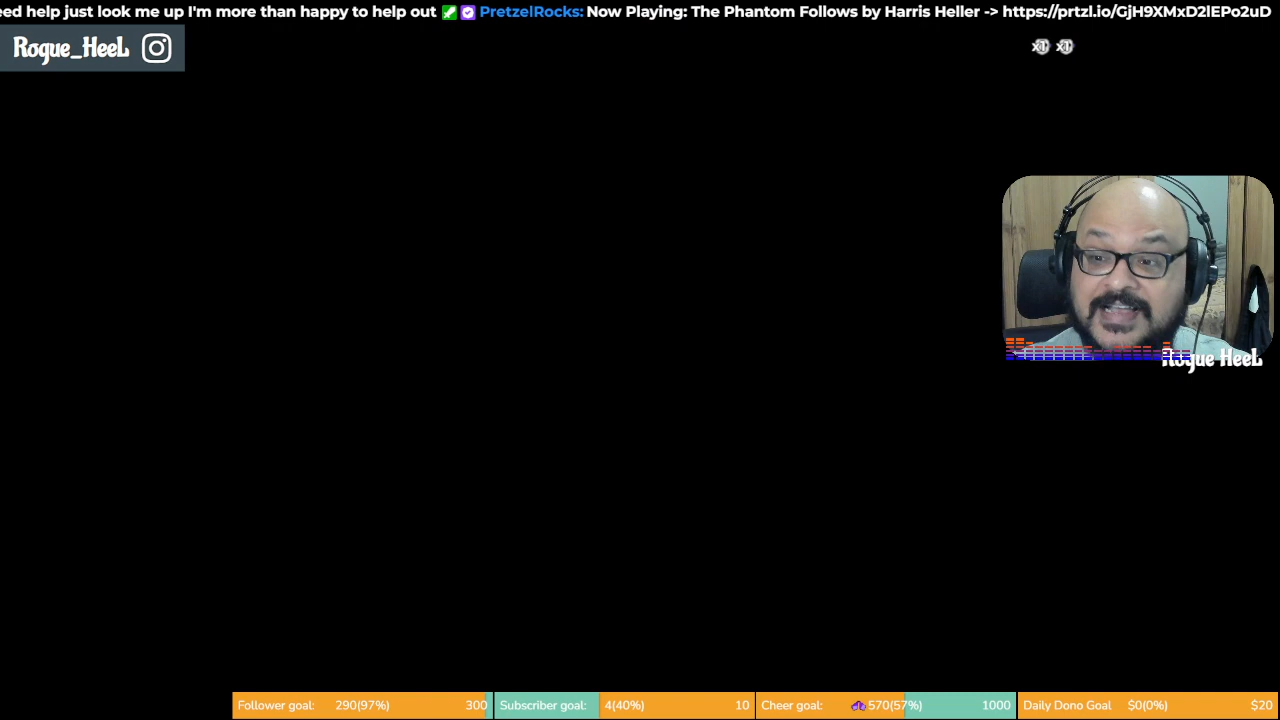 eed help just look me up I'm more than happy to help out PretzelRocks: Now Playing: The Phantom Follows by Harris Heller -> https://prtzl.io/GjH9XMxD2lEPo2uD
Rogue_Heel
x1 x1
Rogue Heel
Follower goal: 290(97%) 300 Subscriber goal: 4(40%) 10 Cheer goal: 570(57%) 1000 Daily Dono Goal $0(0%) $20